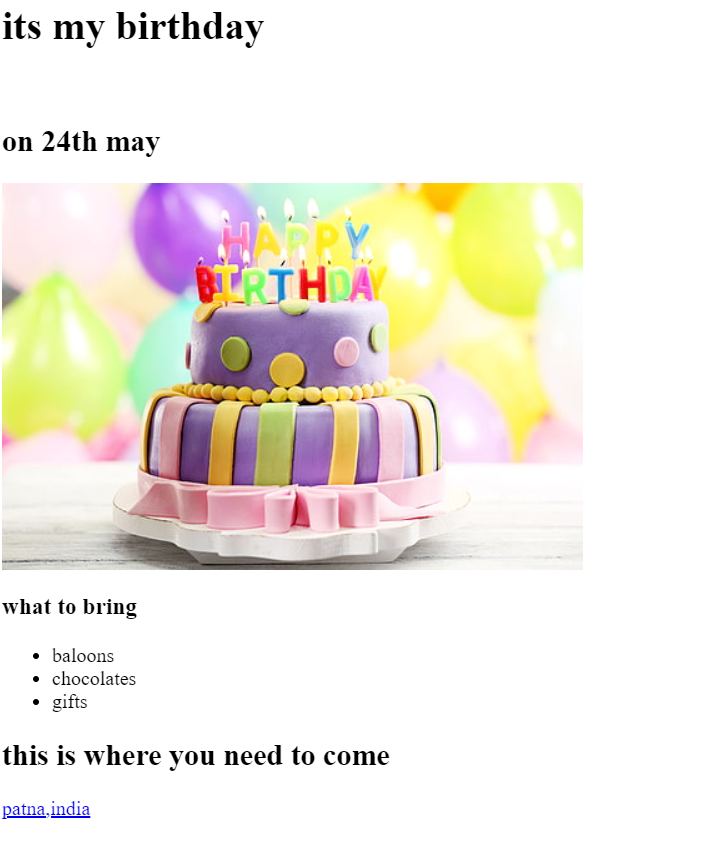 its my birthday
on 24th may
HAPPY
BIRTHDAY
what to bring
baloons
chocolates
gifts
this is where you need to come
patna,india